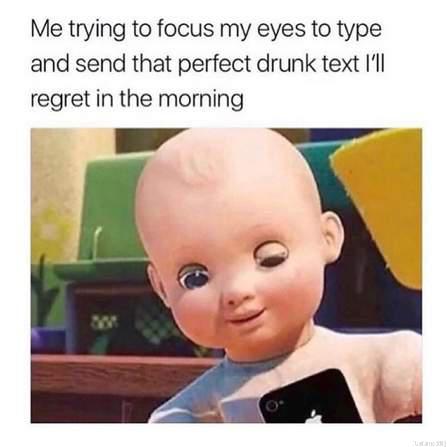 Me trying to focus my eyes to type
and send that perfect drunk text I'll
regret in the morning